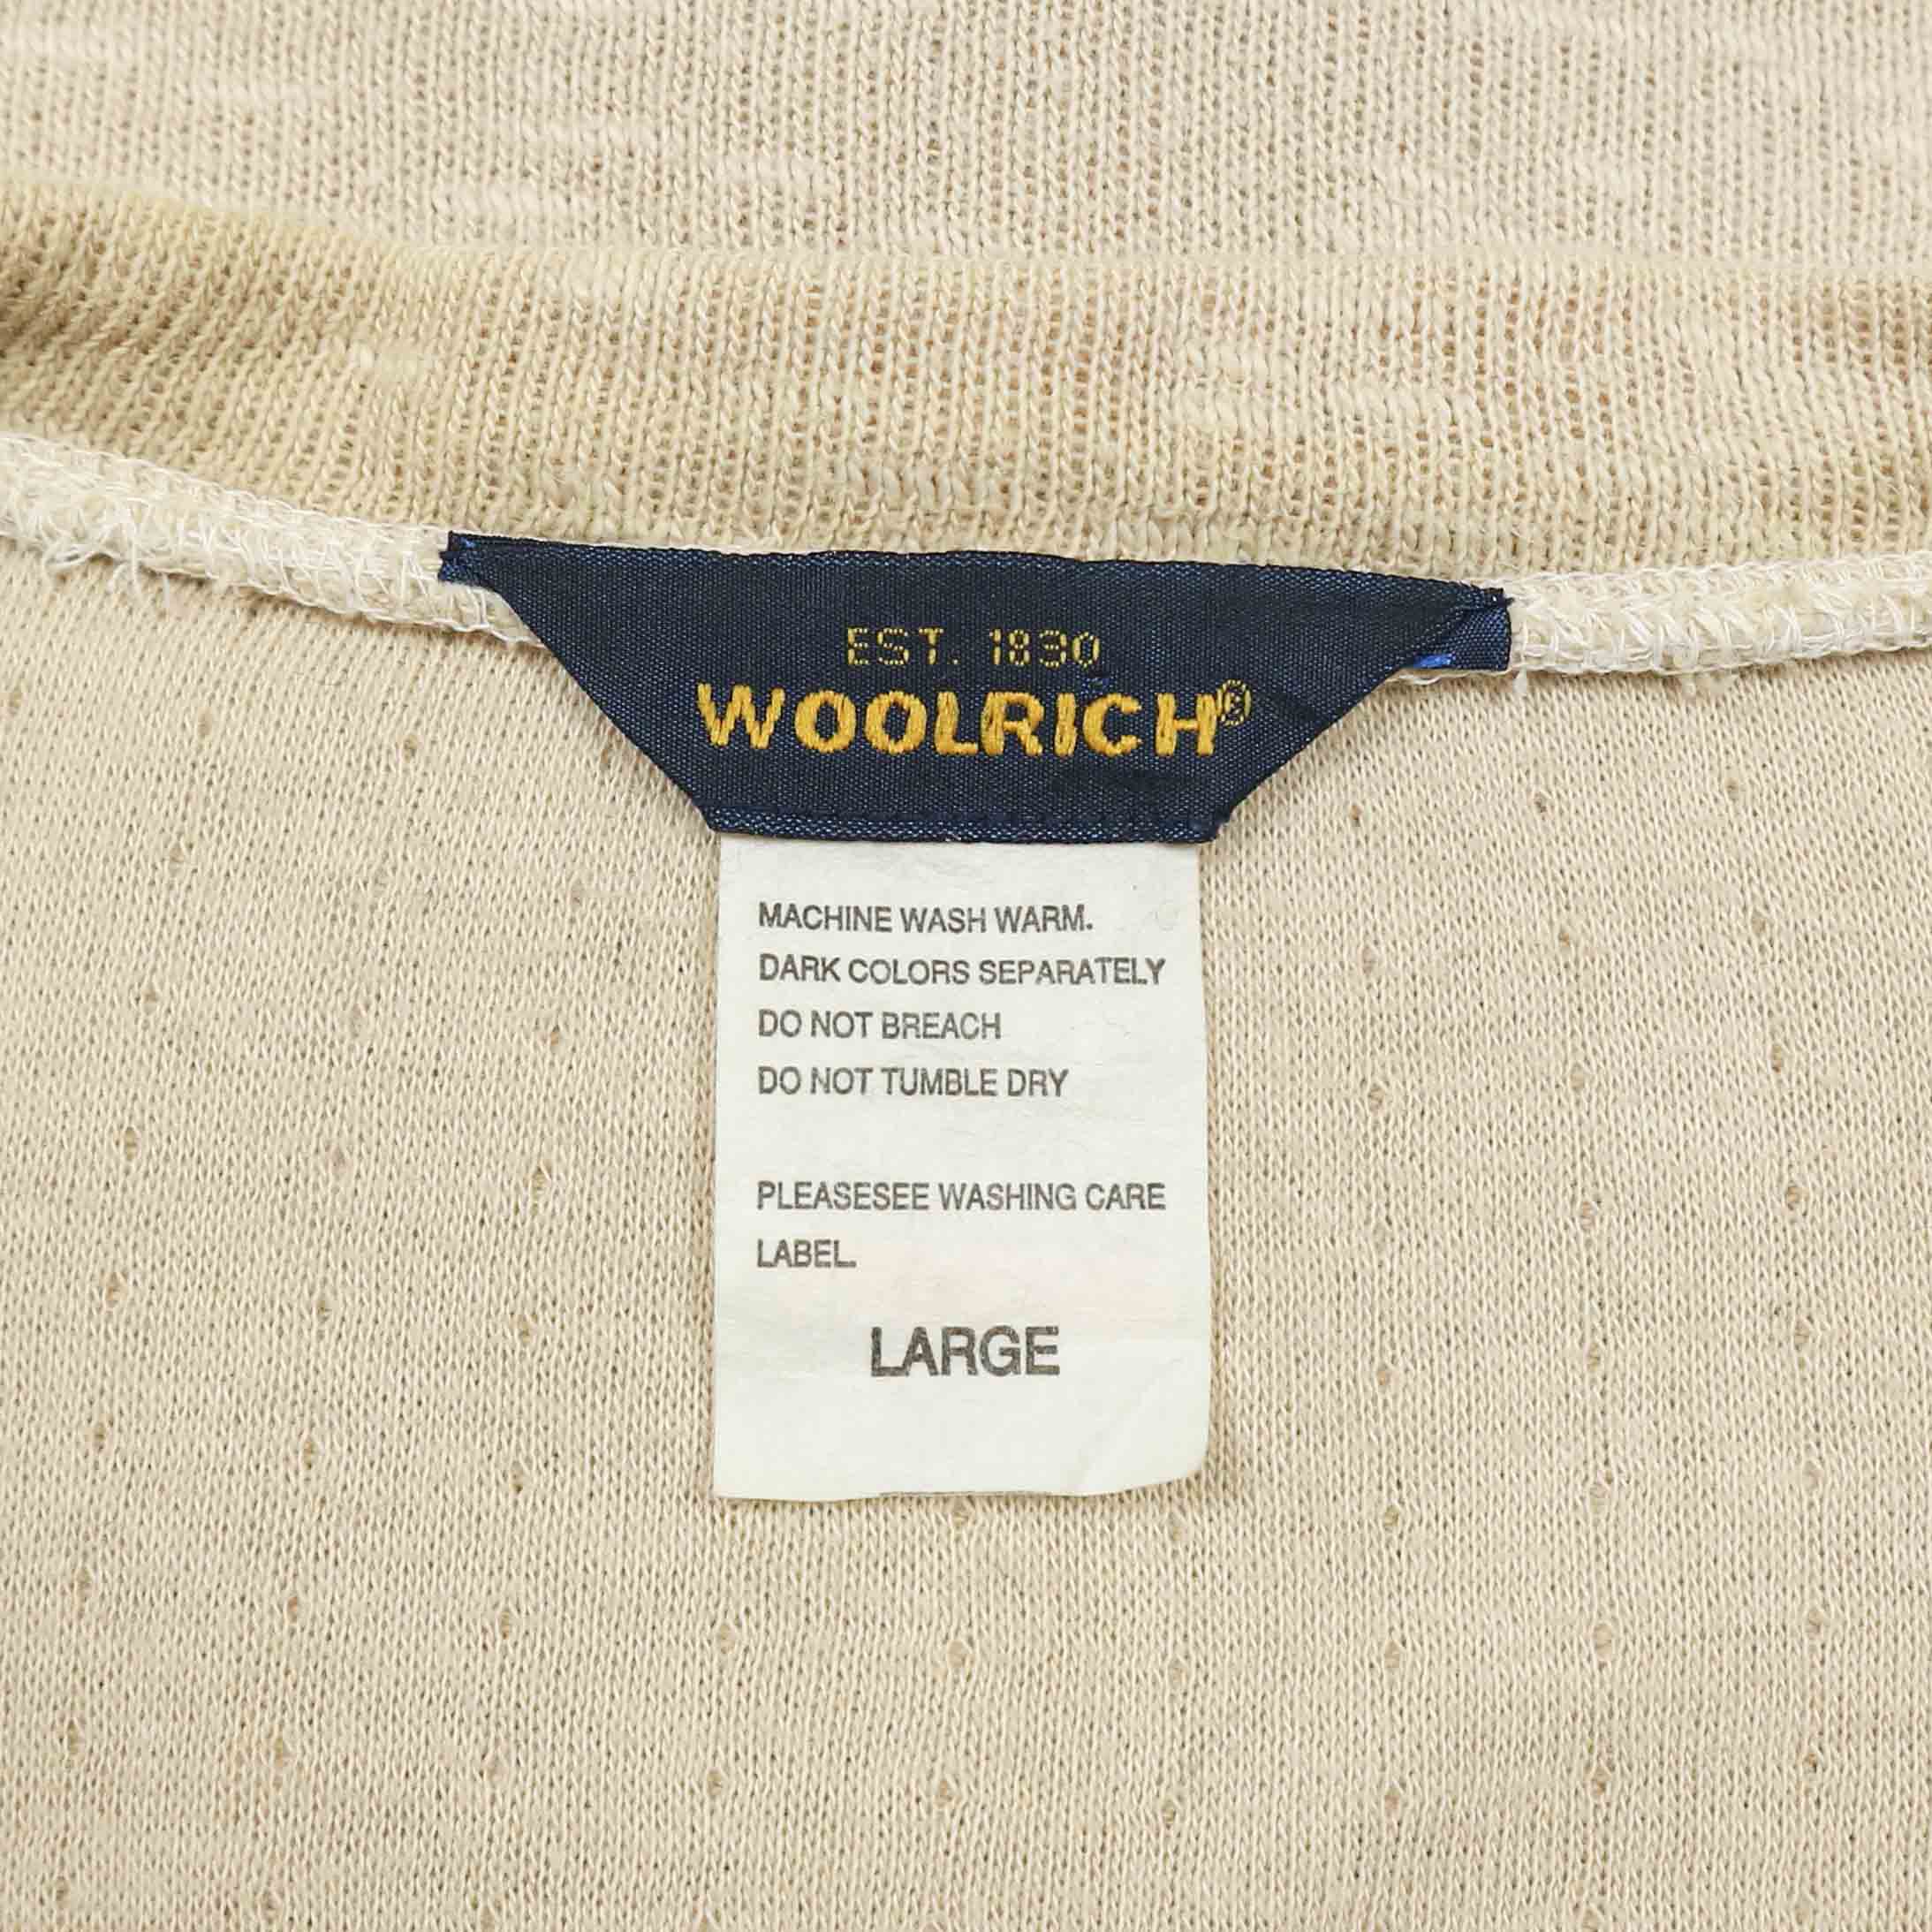 EST. 1830
WOOLRICH®
MACHINE WASH WARM.
DARK COLORS SEPARATELY
DO NOT BREACH
DO NOT TUMBLE DRY
PLEASESEE WASHING CARE
LABEL.
LARGE